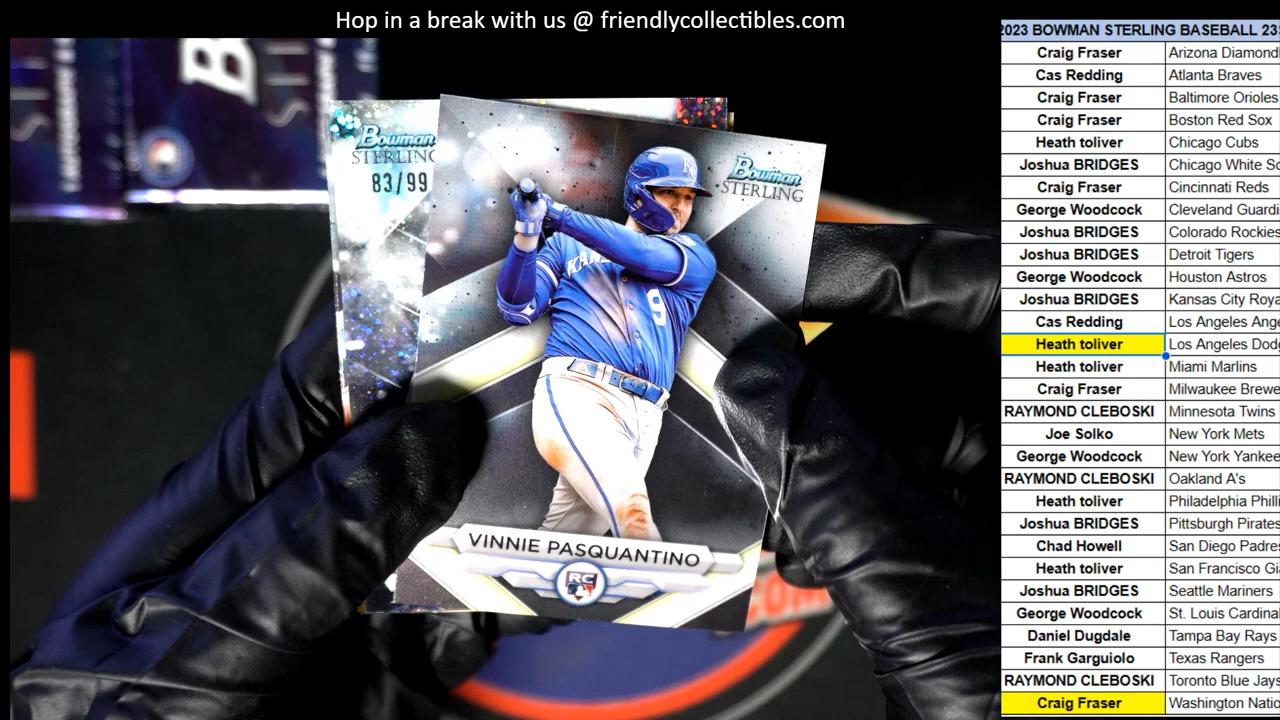 Hop in a break with us @ friendlycollectibles.com
Bowman
STERLING
83/99
Bowman
STERLING
9
VINNIE PASQUANTINO
RC
2023 BOWMAN STERLING BASEBALL
Craig Fraser Arizona Diamond
Cas Redding Atlanta Braves
Craig Fraser Baltimore Orioles
Craig Fraser Boston Red Sox
Heath toliver Chicago Cubs
Joshua BRIDGES Chicago White So
Craig Fraser Cincinnati Reds
George Woodcock Cleveland Guardi
Joshua BRIDGES Colorado Rockies
Joshua BRIDGES Detroit Tigers
George Woodcock Houston Astros
Joshua BRIDGES Kansas City Roya
Cas Redding Los Angeles Ang
Heath toliver Los Angeles Dodg
Heath toliver Miami Marlins
Craig Fraser Milwaukee Brewe
RAYMOND CLEBOSKI Minnesota Twins
Joe Solko New York Mets
George Woodcock New York Yankee
RAYMOND CLEBOSKI Oakland A's
Heath toliver Philadelphia Philli
Joshua BRIDGES Pittsburgh Pirates
Chad Howell San Diego Padre
Heath toliver San Francisco Gi
Joshua BRIDGES Seattle Mariners
George Woodcock St. Louis Cardina
Daniel Dugdale Tampa Bay Rays
Frank Garguiolo Texas Rangers
RAYMOND CLEBOSKI Toronto Blue Jays
Craig Fraser Washington Natio